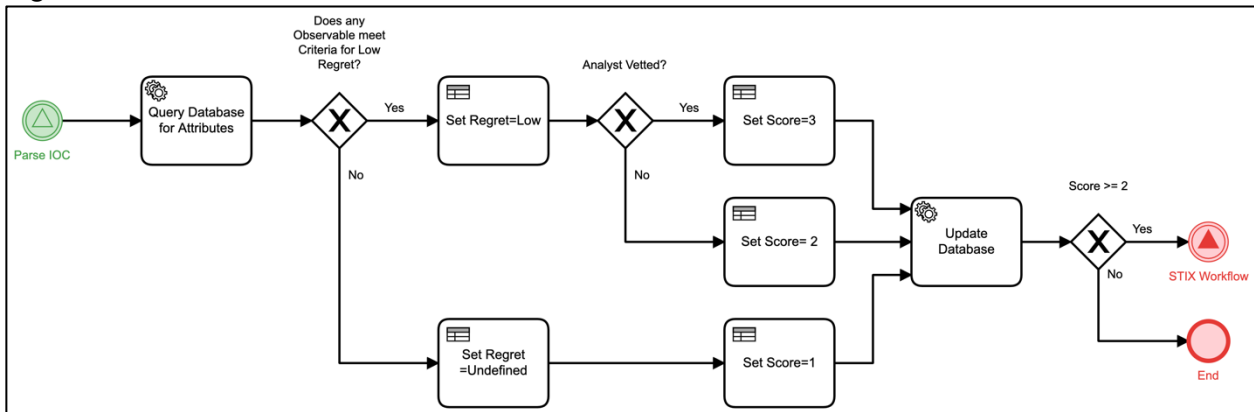 Does any
Observable meet
Criteria for Low
Regret?
Analyst Vetted?
Parse IOC
Query Database
for Attributes
X
Yes
No
Set Regret=Low
X
Yes
No
Set Score=3
Set Score= 2
Set Regret
=Undefined
Set Score=1
Update
Database
Score >= 2
X
Yes
No
STIX Workflow
End